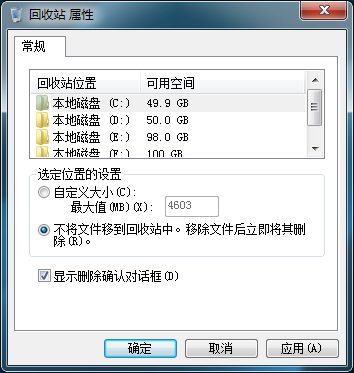 回收站 属性
常规
回收站位置 可用空间
本地磁盘 (C:) 49.9 GB
本地磁盘 (D:) 50.0 GB
本地磁盘 (E:) 98.0 GB
本地磁盘 (F:) 100 GB
选定位置的设置
自定义大小(C):
最大值(MB)(X): 4603
不将文件移到回收站中。移除文件后立即将其删
除(R)。
显示删除确认对话框(D)
确定 取消 应用(A)